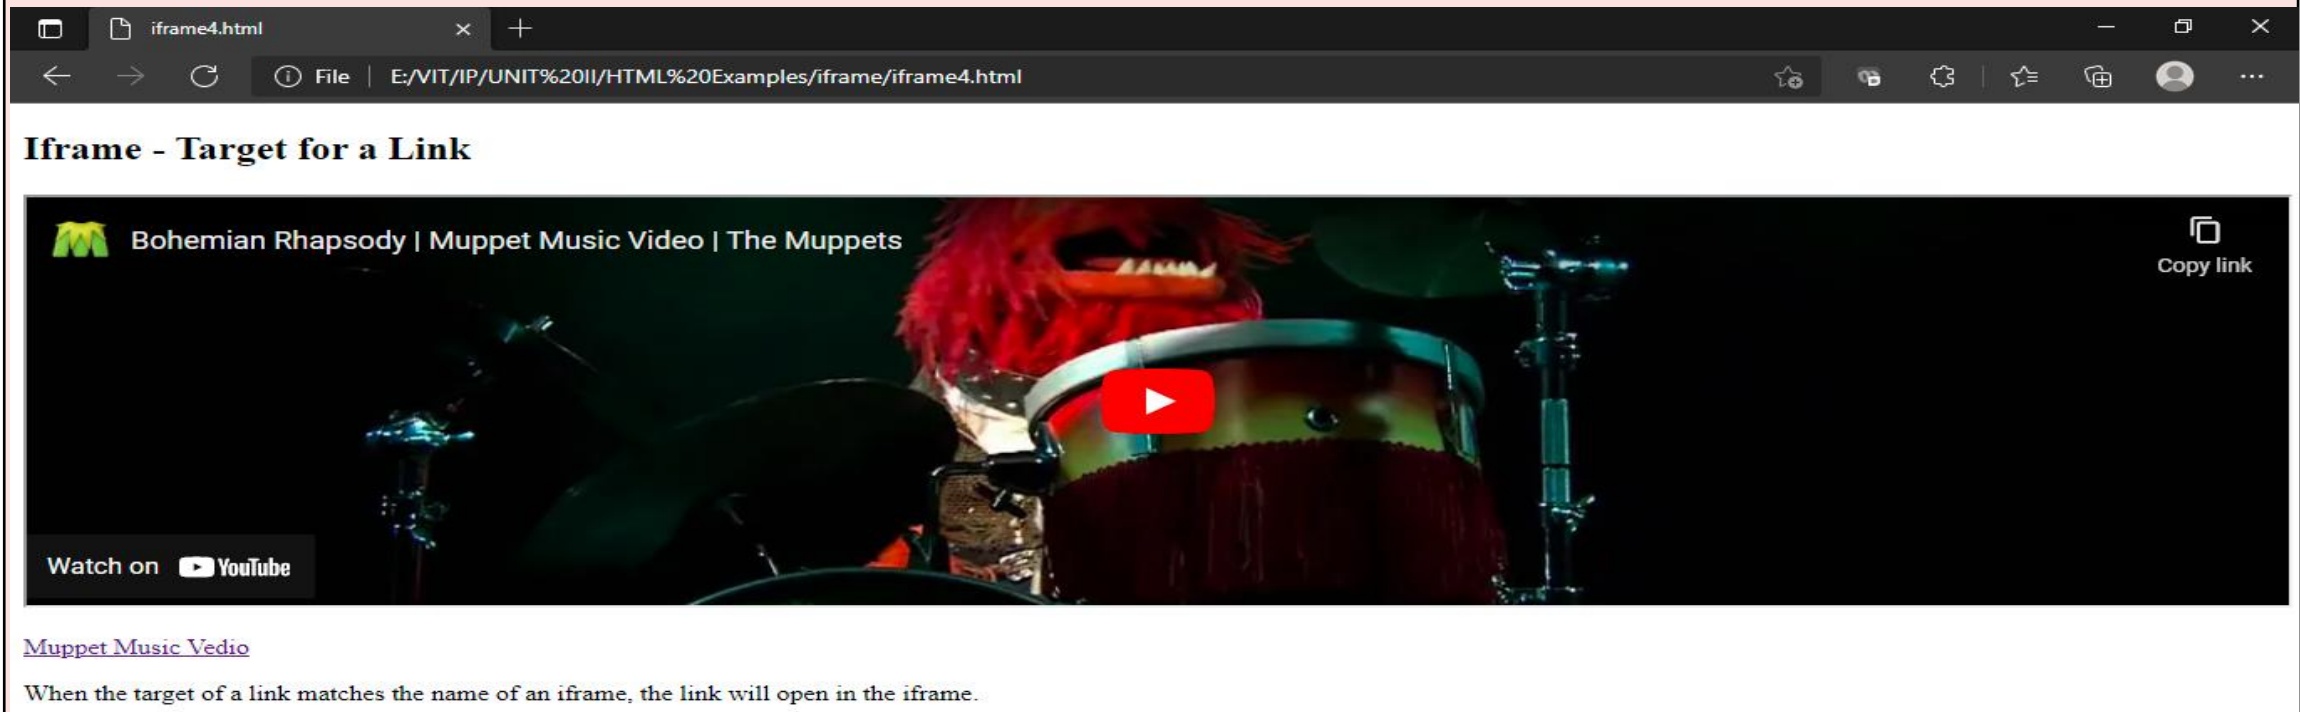 iframe4.html
File | E:/VIT/IP/UNIT%20II/HTML%20Examples/iframe/iframe4.html
Iframe - Target for a Link
Bohemian Rhapsody | Muppet Music Video | The Muppets
Copy link
Watch on YouTube
Muppet Music Vedio
When the target of a link matches the name of an iframe, the link will open in the iframe.